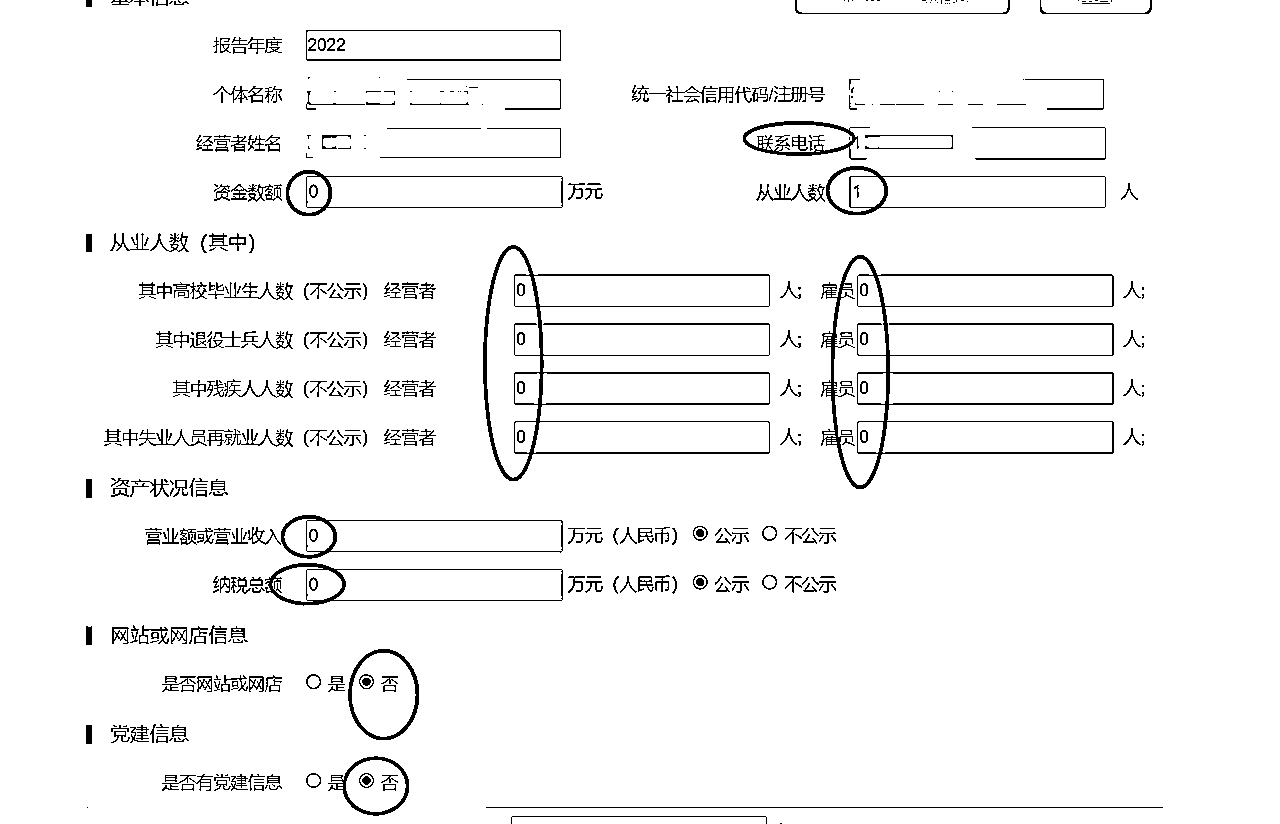 基本信息
报告年度 2022
个体名称 统一社会信用代码/注册号
经营者姓名 联系电话 1
资金数额 0 万元 从业人数 1 人
从业人数（其中）
其中高校毕业生人数（不公示） 经营者 0 人; 雇员 0 人;
其中退役士兵人数（不公示） 经营者 0 人; 雇员 0 人;
其中残疾人人数（不公示） 经营者 0 人; 雇员 0 人;
其中失业人员再就业人数（不公示） 经营者 0 人; 雇员 0 人;
资产状况信息
营业额或营业收入 0 万元（人民币） 公示 不公示
纳税总额 0 万元（人民币） 公示 不公示
网站或网店信息
是否网站或网店 是 否
党建信息
是否有党建信息 是 否